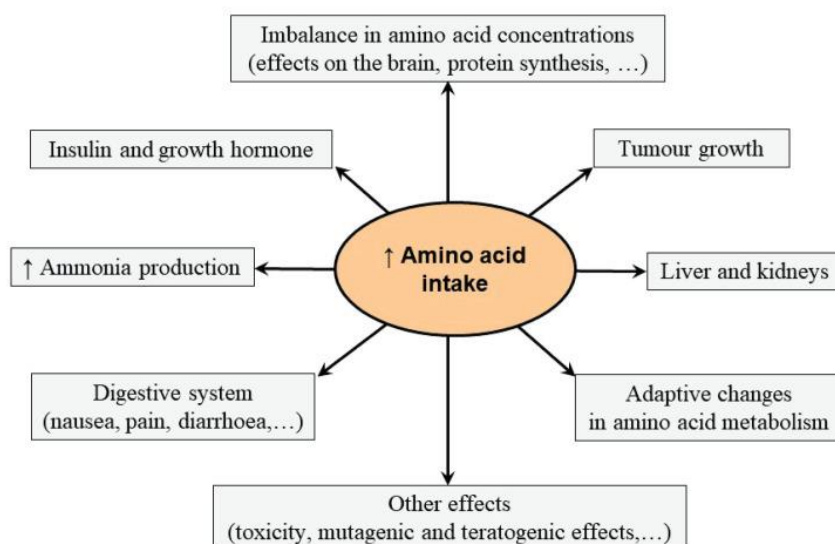 Imbalance in amino acid concentrations
(effects on the brain, protein synthesis, …)
Insulin and growth hormone
Tumour growth
↑ Ammonia production
↑ Amino acid
intake
Liver and kidneys
Digestive system
(nausea, pain, diarrhoea,…)
Adaptive changes
in amino acid metabolism
Other effects
(toxicity, mutagenic and teratogenic effects,…)